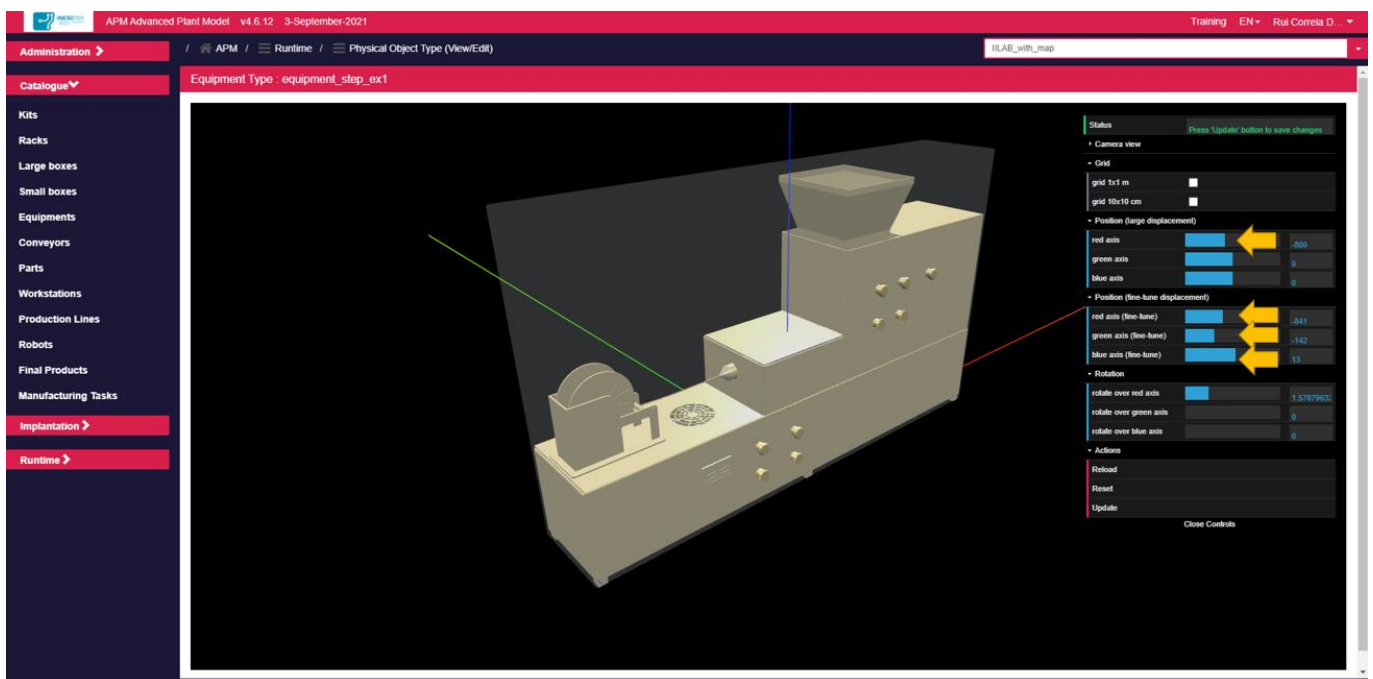 APM Advanced Plant Model v4.6.12 3-September-2021
Training EN Rui Correia D...
Administration
/ APM / Runtime / Physical Object Type (View/Edit)
IILAB_with_map
Catalogue
Equipment Type : equipment_step_ex1
Kits
Racks
Large boxes
Small boxes
Equipments
Conveyors
Parts
Workstations
Production Lines
Robots
Final Products
Manufacturing Tasks
Implantation
Runtime
Status Press 'Update' button to save changes
Camera view
Grid
grid 1x1 m
grid 10x10 cm
Position (large displacement)
red axis -800
green axis 0
blue axis 0
Position (fine-tune displacement)
red axis (fine-tune) -841
green axis (fine-tune) -142
blue axis (fine-tune) 13
Rotation
rotate over red axis 1.5707963
rotate over green axis 0
rotate over blue axis 0
Actions
Reload
Reset
Update
Close Controls